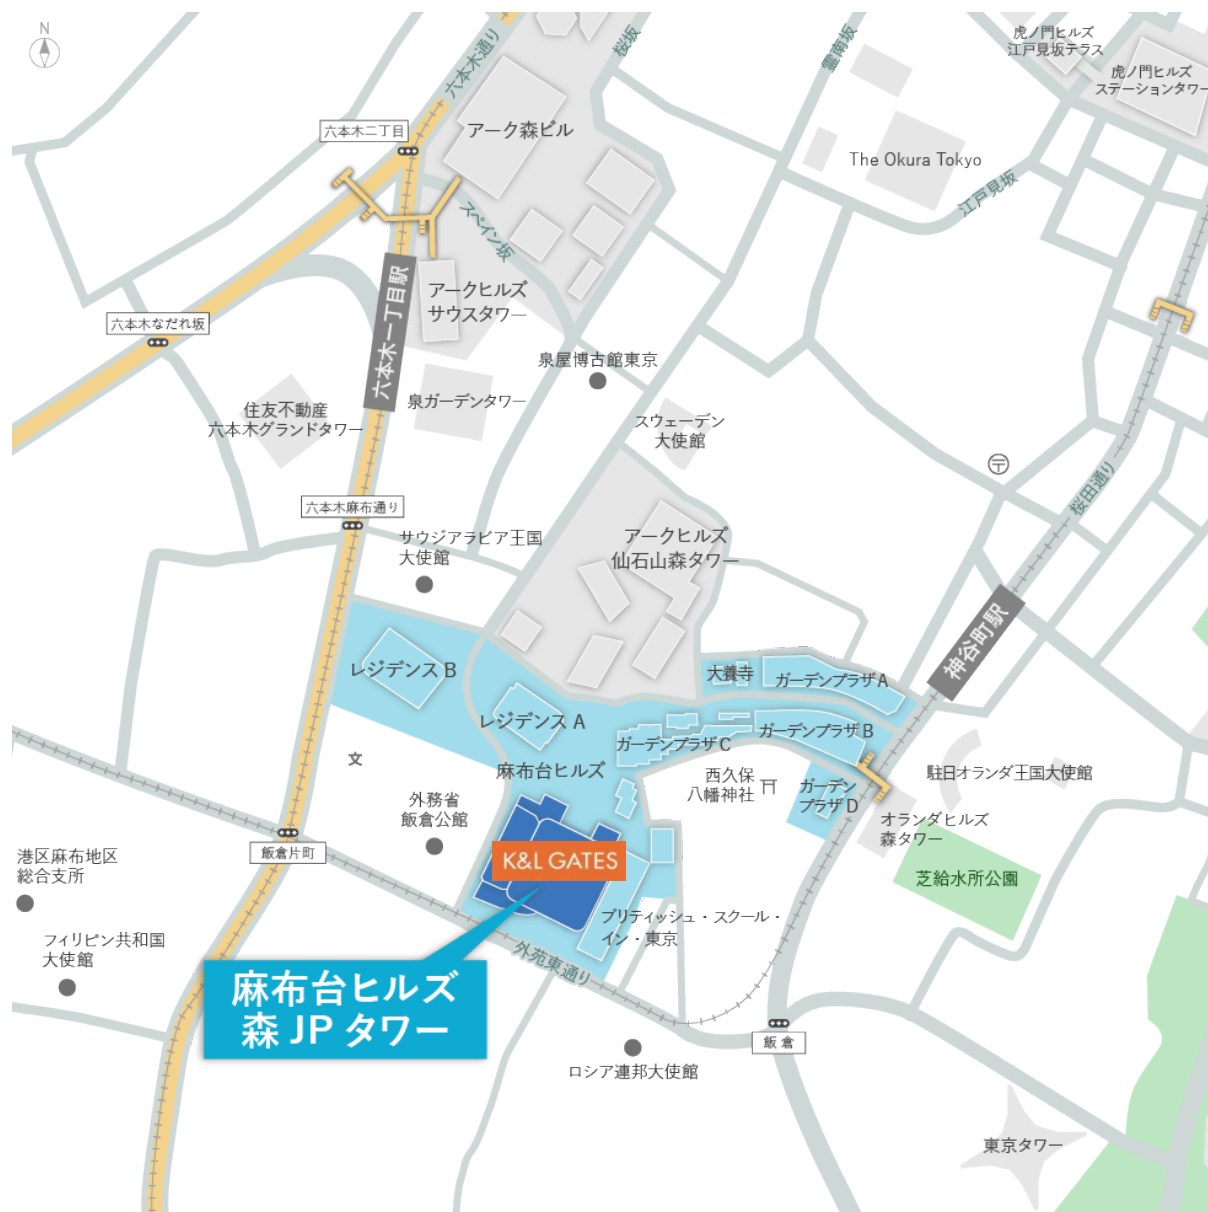 N
六本木通り
桜坂
霊南坂
虎ノ門ヒルズ
江戸見坂テラス
虎ノ門ヒルズ
ステーションタワー
六本木二丁目
アーク森ビル
The Okura Tokyo
江戸見坂
スペイン坂
六本木一丁目駅
アークヒルズ
サウスタワー
六本木なだれ坂
泉屋博古館東京
住友不動産
六本木グランドタワー
泉ガーデンタワー
スウェーデン
大使館
〒
桜田通り
六本木麻布通り
サウジアラビア王国
大使館
アークヒルズ
仙石山森タワー
神谷町駅
レジデンス B
大養寺
ガーデンプラザ A
レジデンス A
ガーデンプラザ B
ガーデンプラザ C
麻布台ヒルズ
文
西久保
八幡神社
ガーデン
プラザ D
駐日オランダ王国大使館
外務省
飯倉公館
オランダヒルズ
森タワー
飯倉片町
K&L GATES
港区麻布地区
総合支所
芝給水所公園
ブリティッシュ・スクール・
イン・東京
フィリピン共和国
大使館
外苑東通り
麻布台ヒルズ
森 JP タワー
飯倉
ロシア連邦大使館
東京タワー